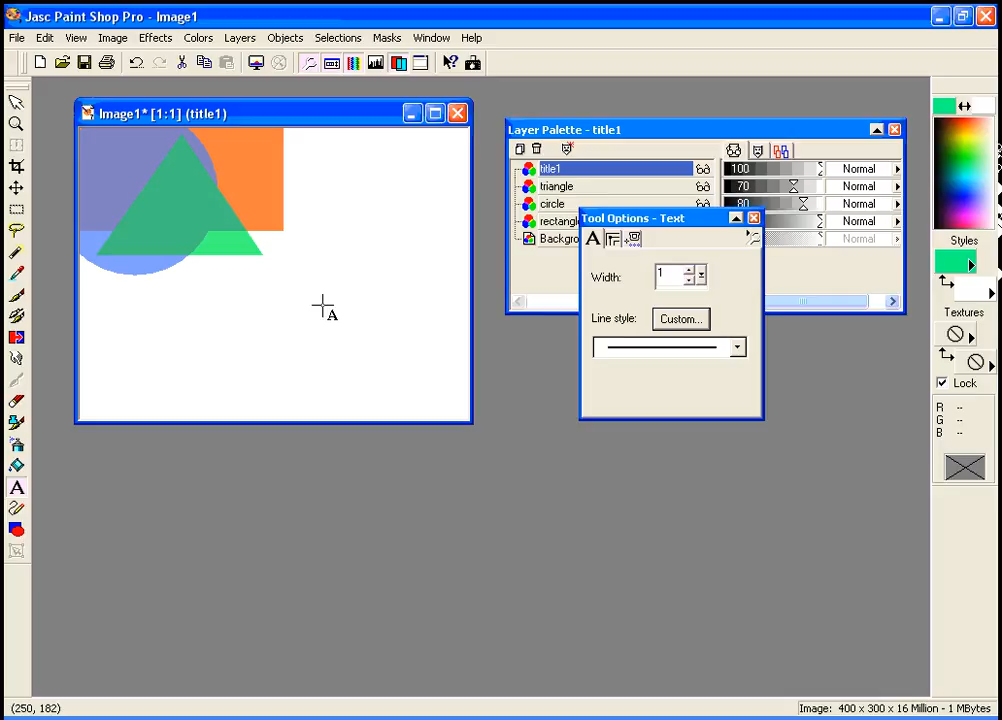 Jasc Paint Shop Pro - Image1
File Edit View Image Effects Colors Layers Objects Selections Masks Window Help
Image1* [1:1] (title1)
Layer Palette - title1
title1 100 Normal
triangle 70 Normal
circle 80 Normal
rectangle Normal
Normal
Tool Options - Text
A
Width: 1
Line style: Custom...
A
A
Styles
Textures
Lock
R --
G --
B --
(250, 182)
Image: 400 x 300 x 16 Million - 1 MBytes